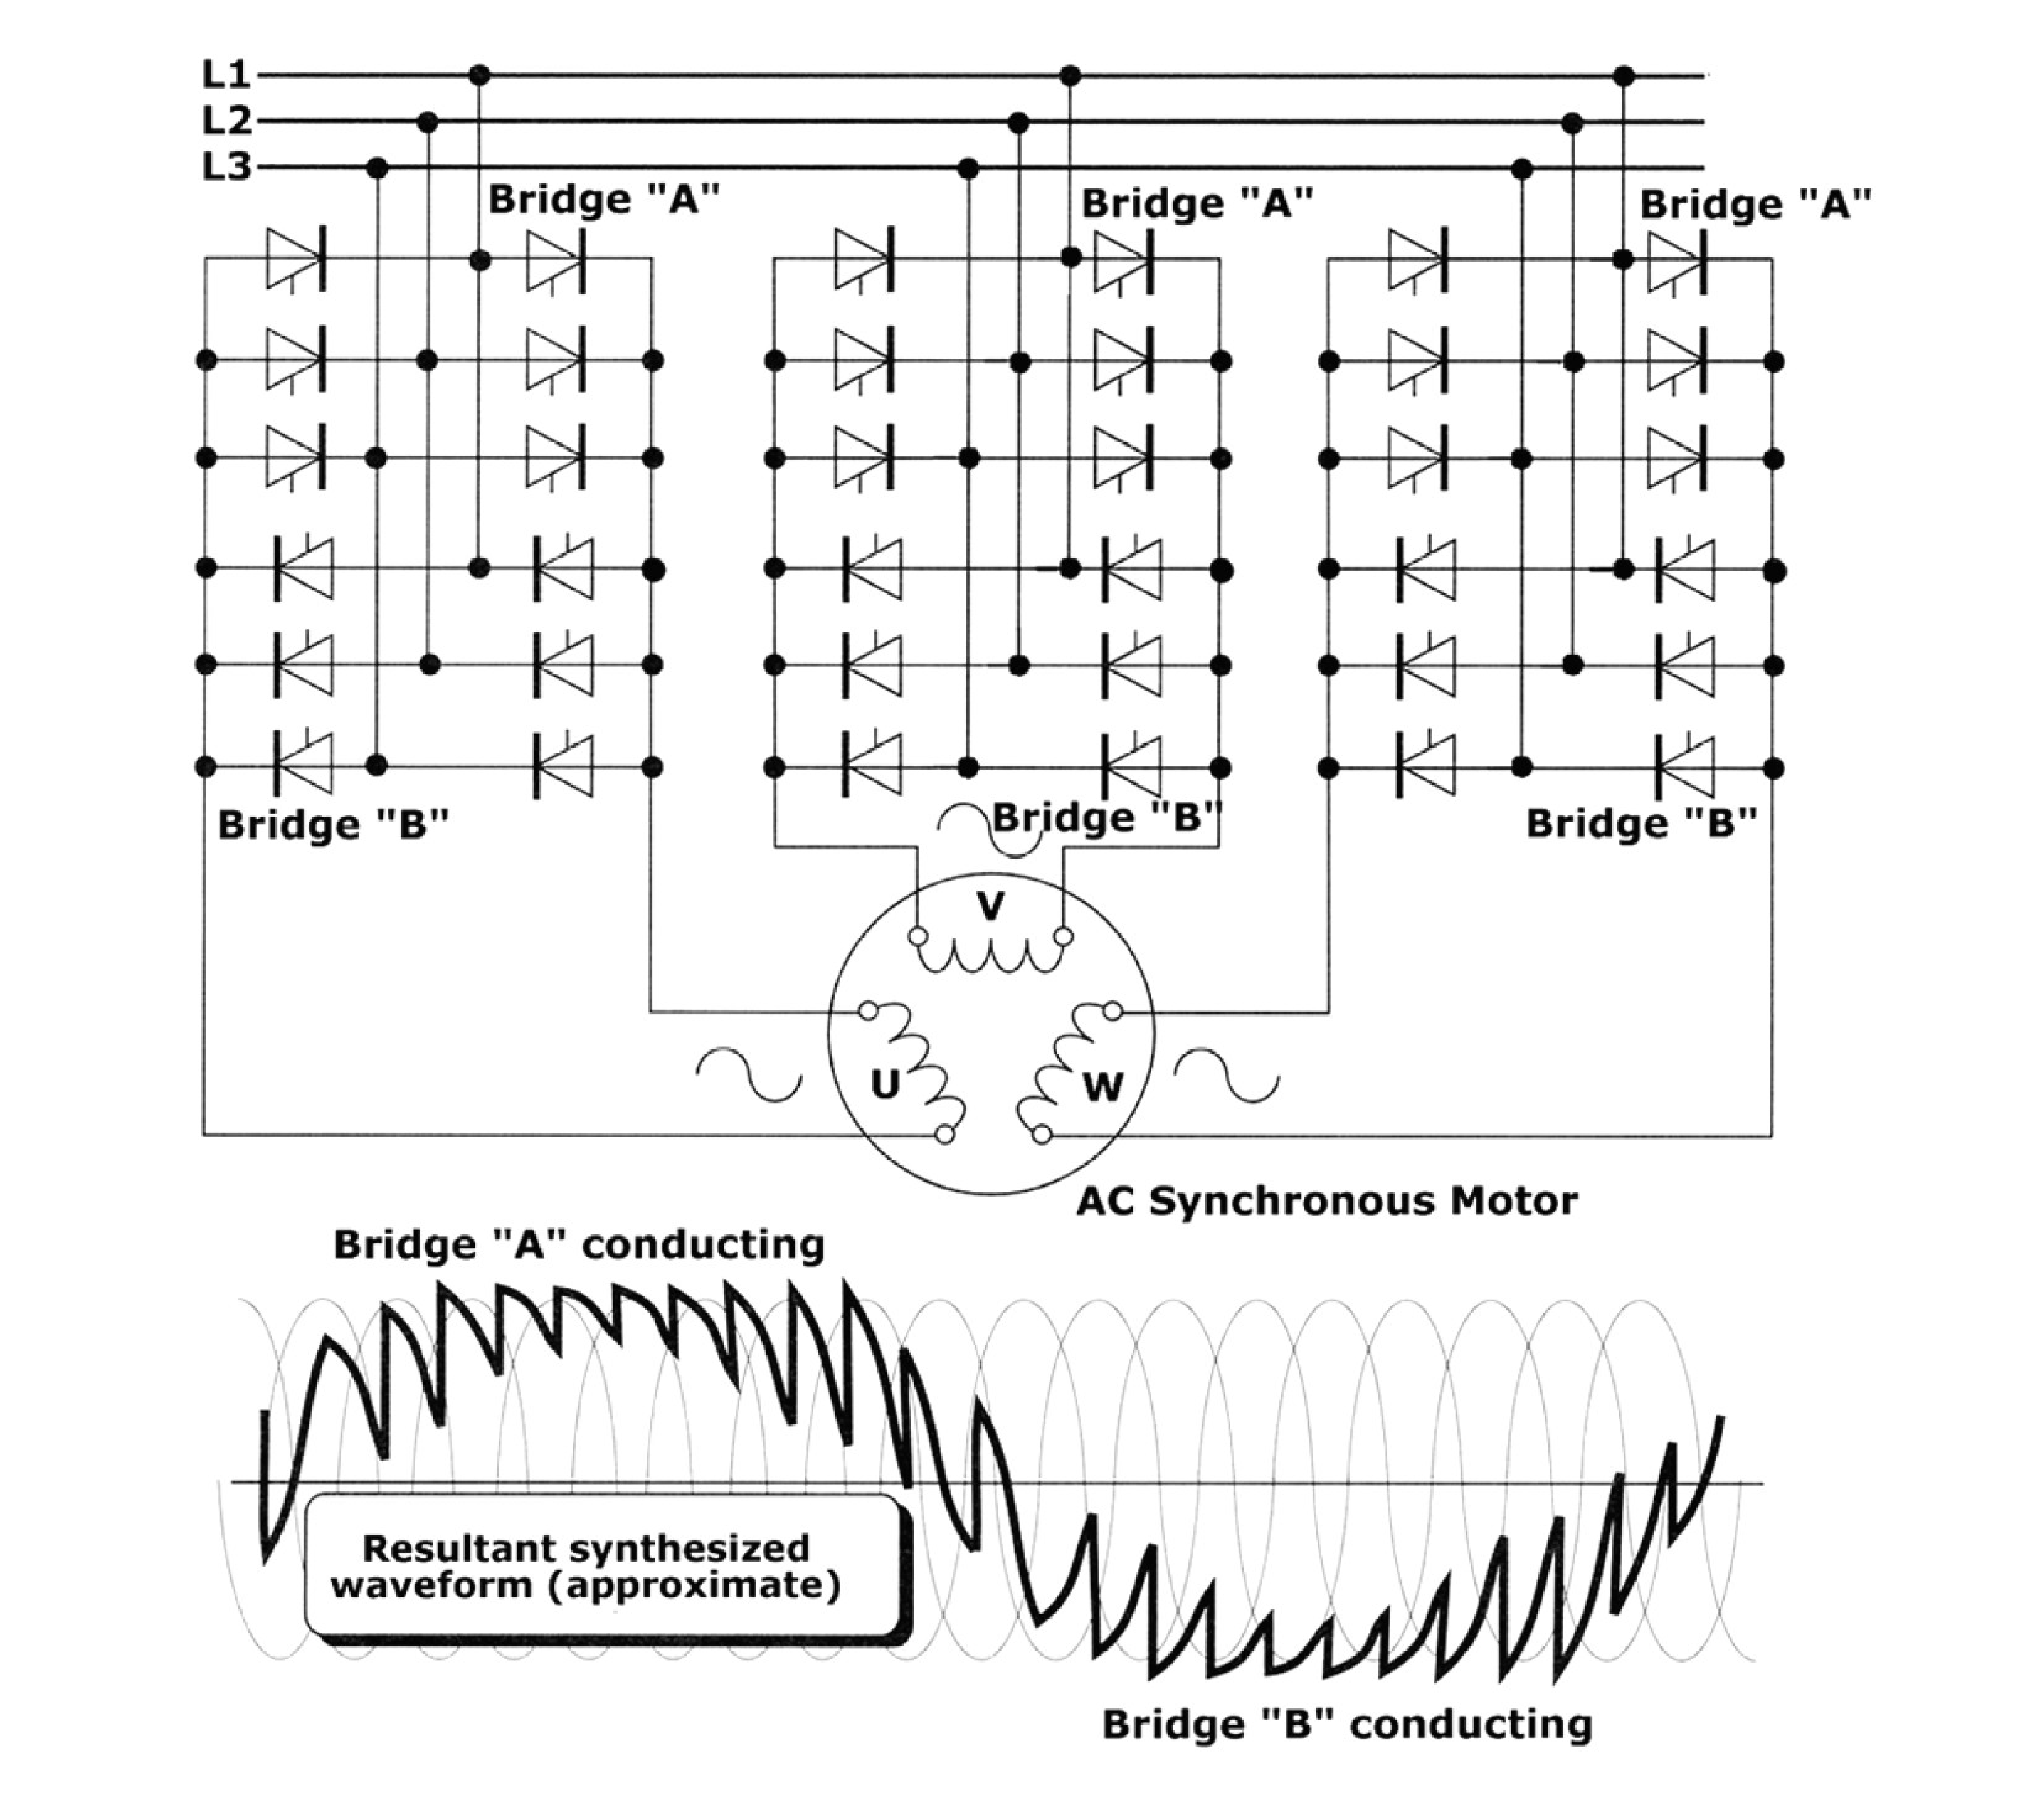 L1
L2
L3
Bridge "A"
Bridge "A"
Bridge "A"
Bridge "B"
Bridge "B"
Bridge "B"
V
U
W
AC Synchronous Motor
Bridge "A" conducting
Resultant synthesized
waveform (approximate)
Bridge "B" conducting